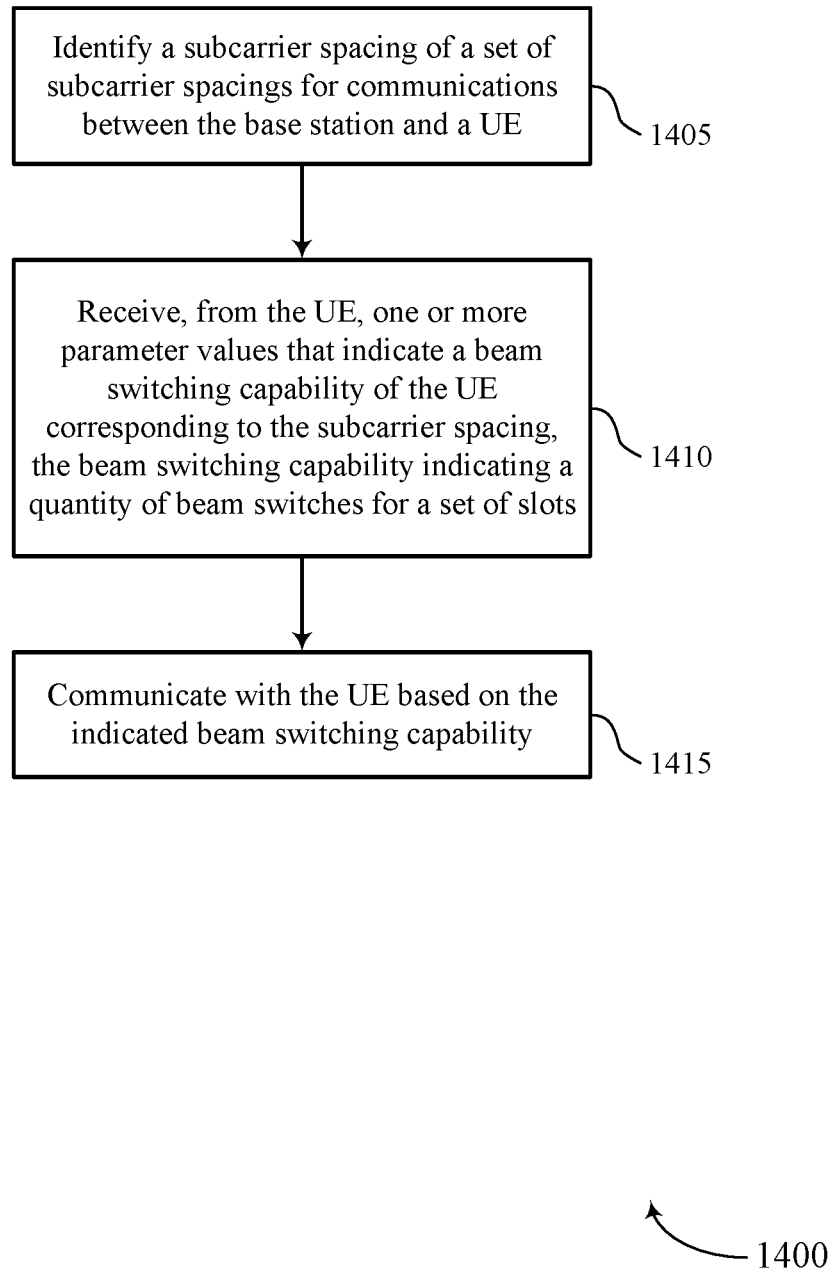 Identify a subcarrier spacing of a set of
subcarrier spacings for communications
between the base station and a UE
1405
Receive, from the UE, one or more
parameter values that indicate a beam
switching capability of the UE
corresponding to the subcarrier spacing,
the beam switching capability indicating a
quantity of beam switches for a set of slots
1410
Communicate with the UE based on the
indicated beam switching capability
1415
1400